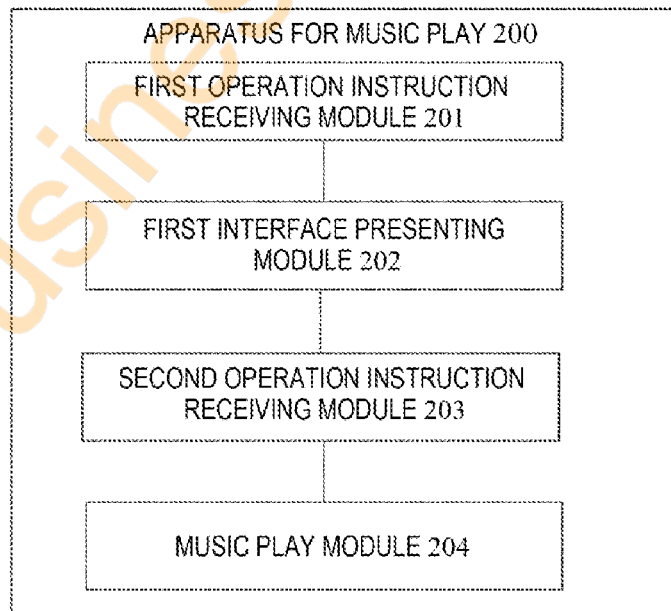 APPARATUS FOR MUSIC PLAY 200
FIRST OPERATION INSTRUCTION
RECEIVING MODULE 201
FIRST INTERFACE PRESENTING
MODULE 202
SECOND OPERATION INSTRUCTION
RECEIVING MODULE 203
MUSIC PLAY MODULE 204
usines